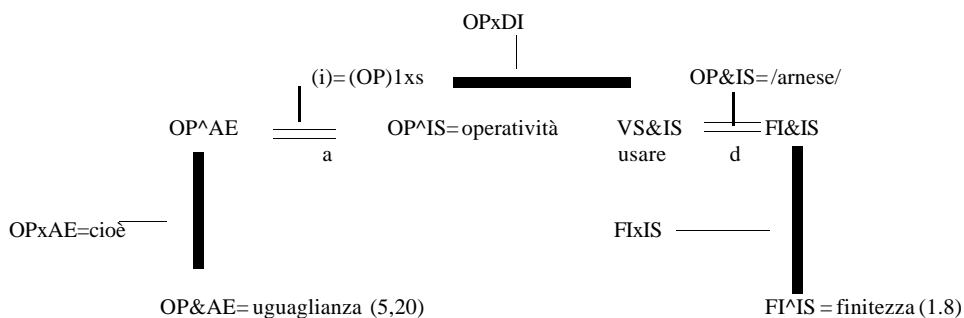 OPxDI
(i)=(OP)1xs
OP&IS=/arnese/
OP^AE
OP^IS=operatività
VS&IS
FI&IS
a
usare
d
OPxAE=cioè
FIxIS
OP&AE=uguaglianza (5,20)
FI^IS=finitezza (1.8)